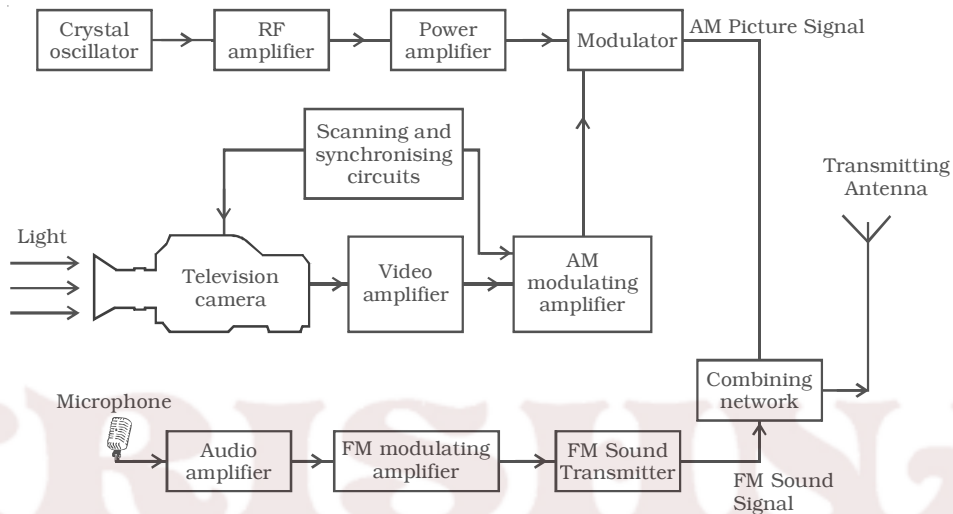 Crystal
oscillator
RF
amplifier
Power
amplifier
Modulator
AM Picture Signal
Scanning and
synchronising
circuits
Transmitting
Antenna
Light
Television
camera
Video
amplifier
AM
modulating
amplifier
Combining
network
Microphone
Audio
amplifier
FM modulating
amplifier
FM Sound
Transmitter
FM Sound
Signal